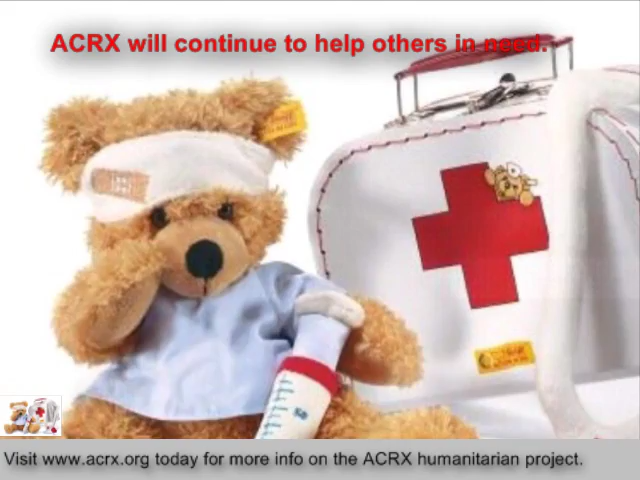 ACRX will continue to help others in need.
Visit www.acrx.org today for more info on the ACRX humanitarian project.